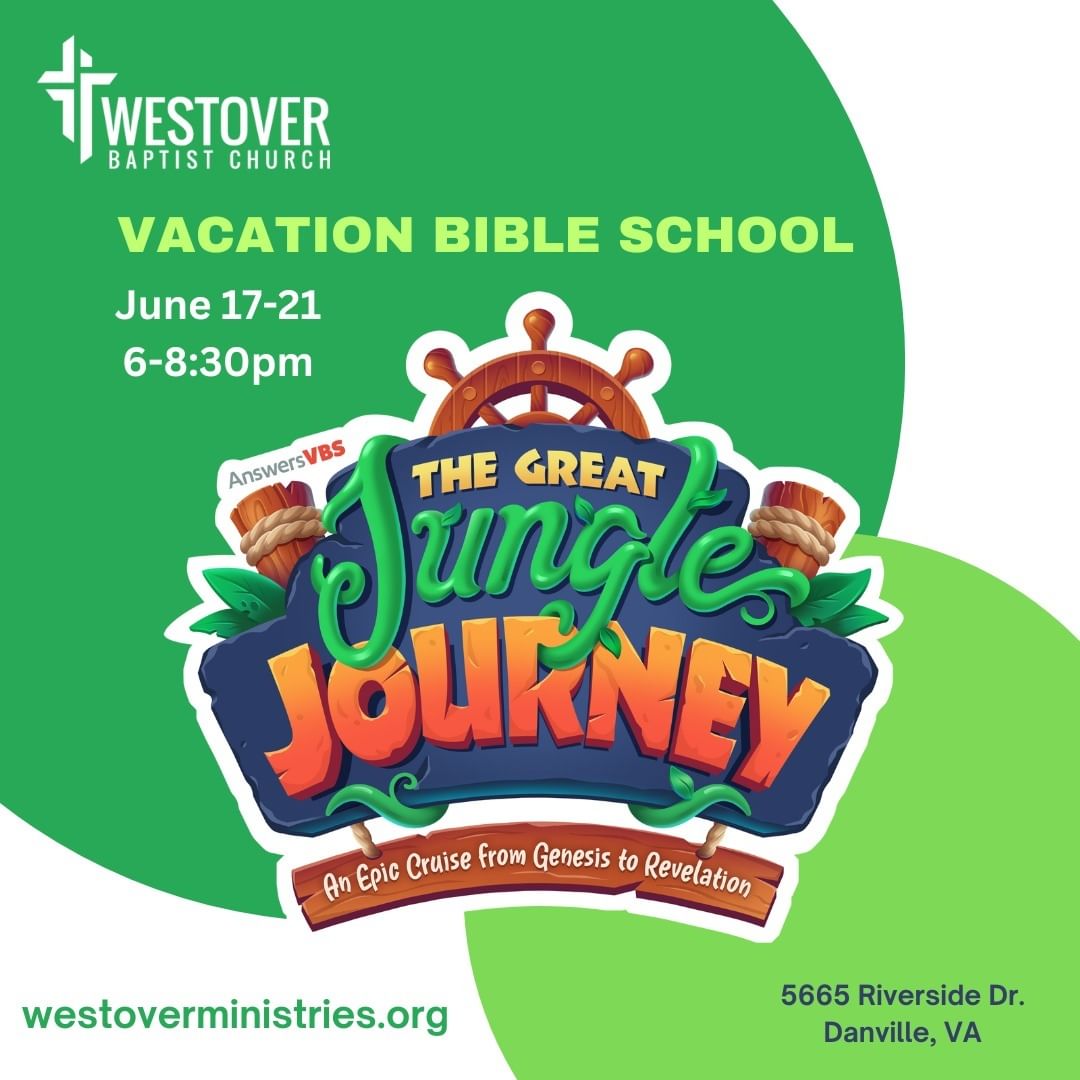 WESTOVER
BAPTIST CHURCH
VACATION BIBLE SCHOOL
June 17-21
6-8:30pm
AnswersVBS
THE GREAT
Jungle
JOURNEY
An Epic Cruise from Genesis to Revelation
westoverministries.org
5665 Riverside Dr.
Danville, VA